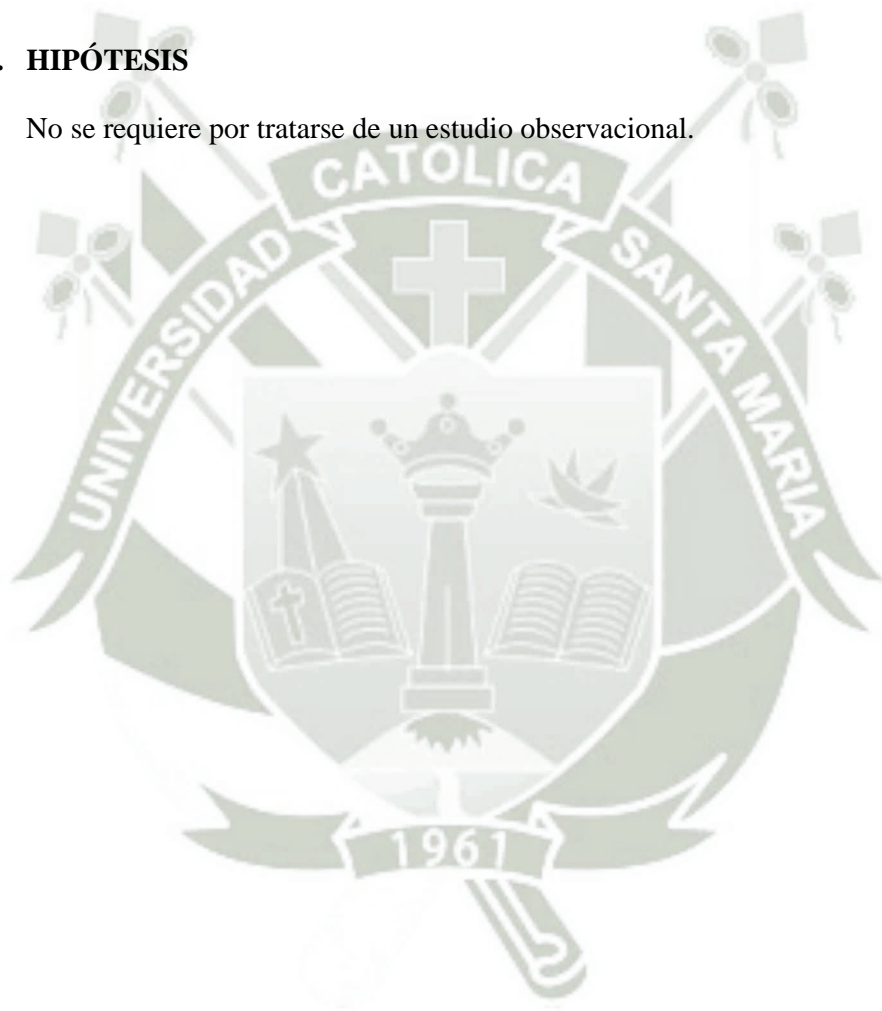 . HIPÓTESIS
No se requiere por tratarse de un estudio observacional.
UNIVERSIDAD CATOLICA SANTA MARIA
1961